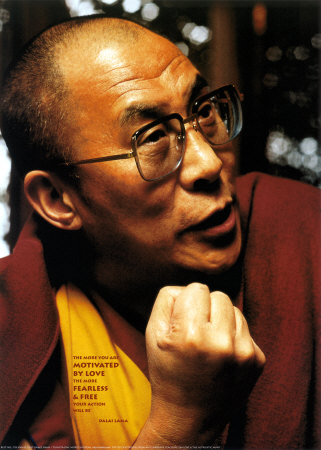 THE MORE YOU ARE
MOTIVATED
BY LOVE
THE MORE
FEARLESS
& FREE
YOUR ACTION
WILL BE
DALAI LAMA